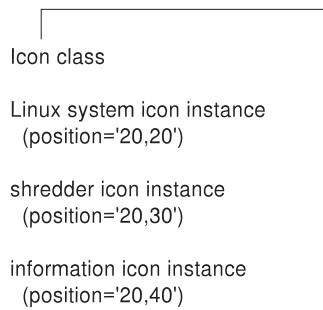 Icon class
Linux system icon instance
(position='20,20')
shredder icon instance
(position='20,30')
information icon instance
(position='20,40')